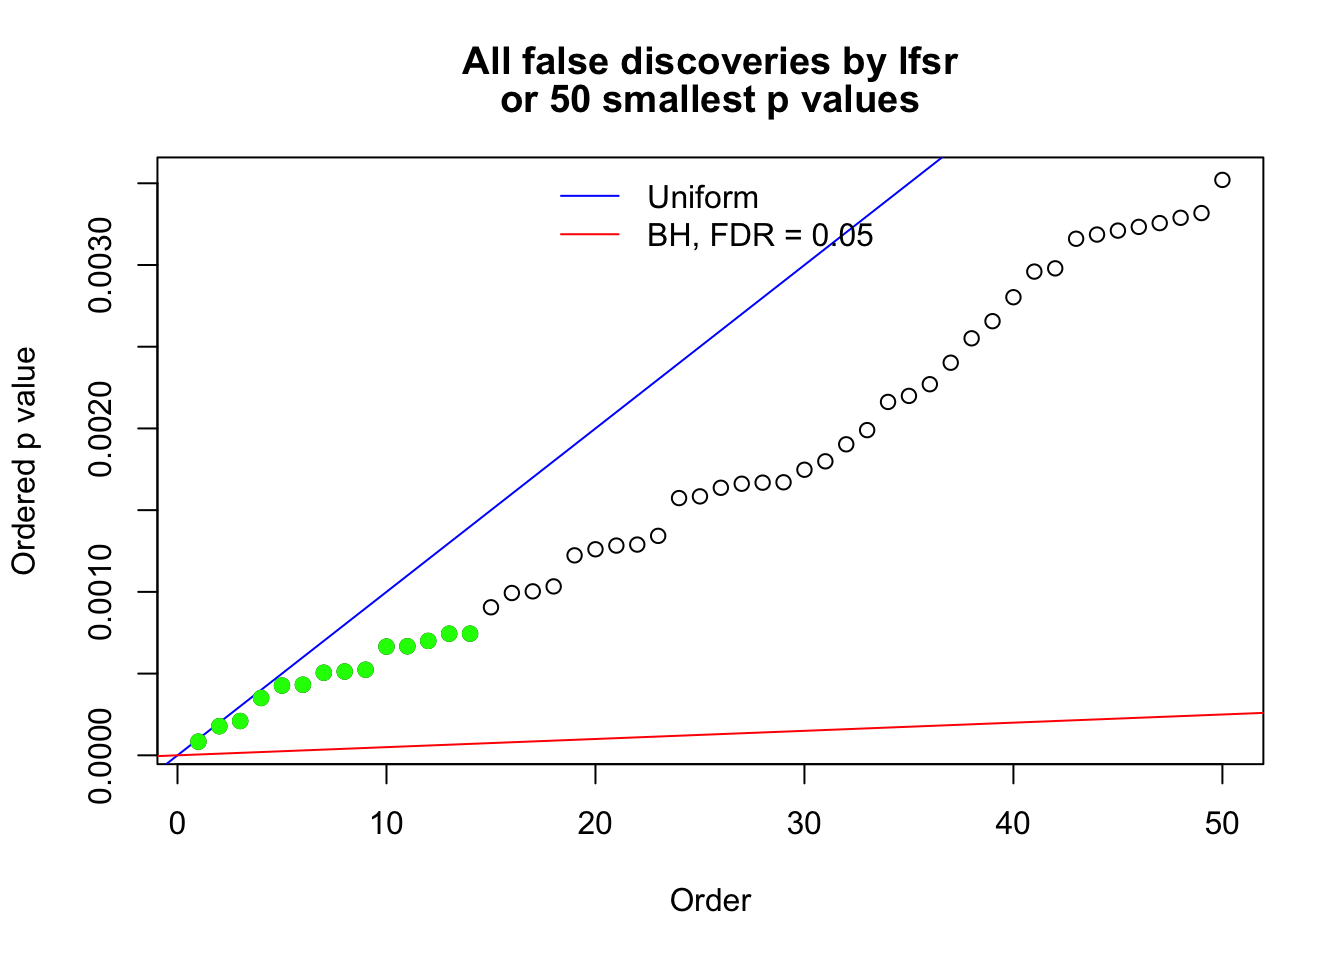 All false discoveries by lfsr
or 50 smallest p values
Uniform
BH, FDR = 0.05
Ordered p value
0.0030
0.0020
0.0010
0.0000
0 10 20 30 40 50
Order